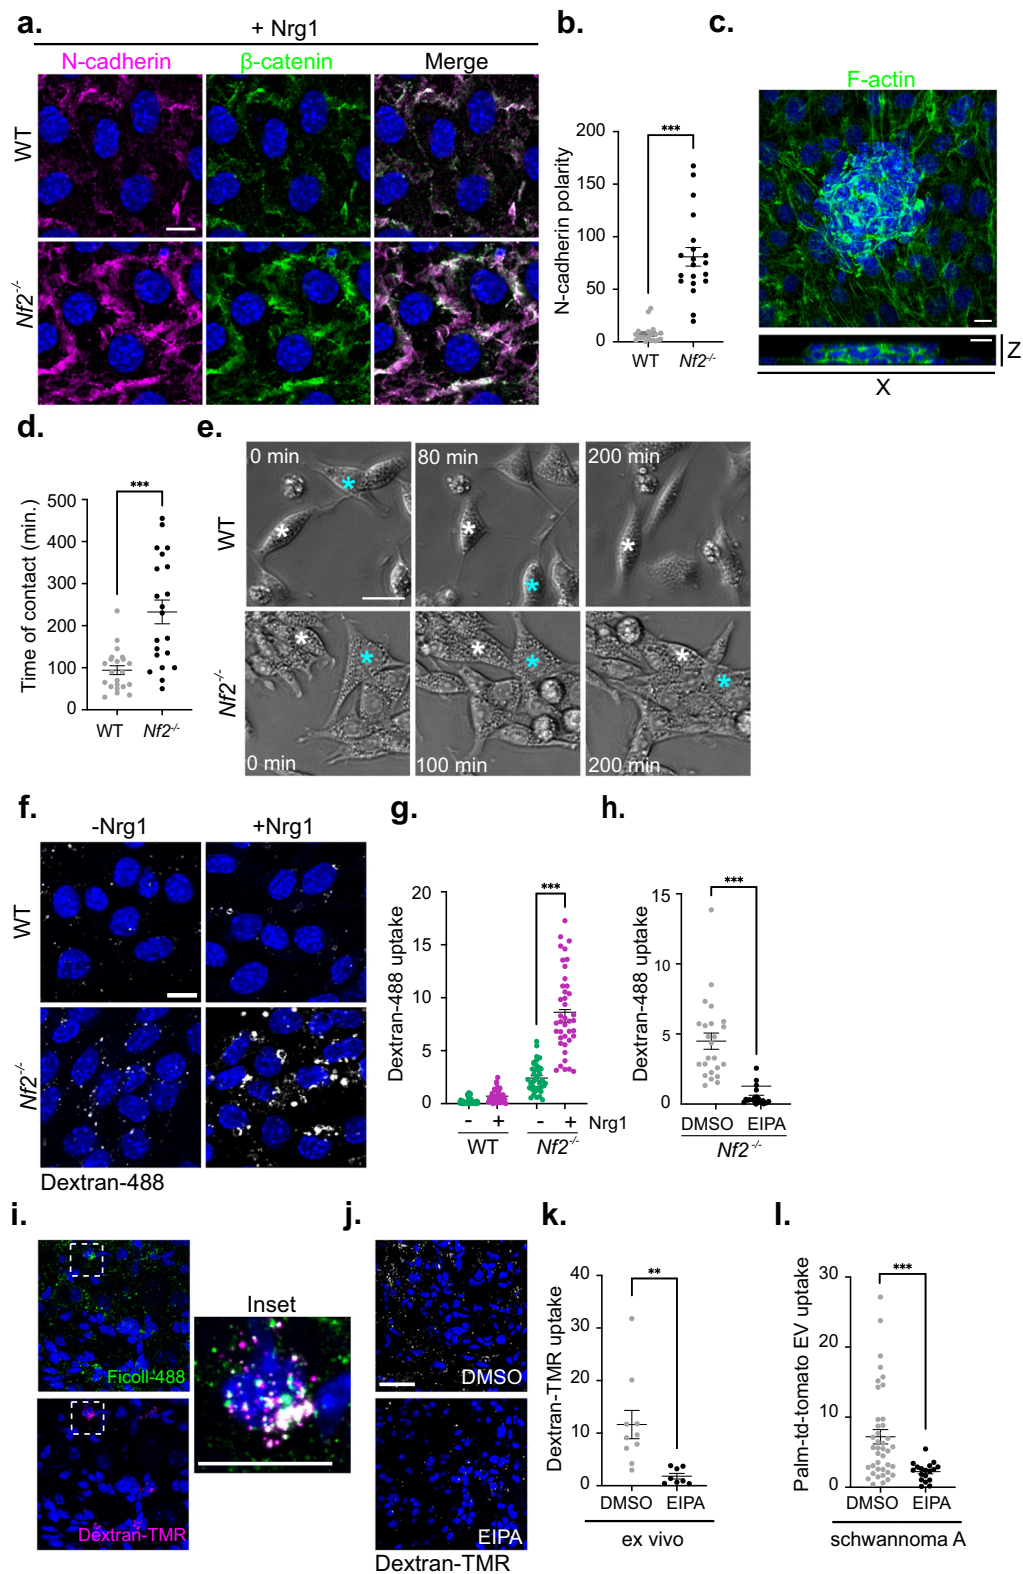 a.
+ Nrg1
N-cadherin β-catenin Merge
WT
Nf2-/-
b.
N-cadherin polarity
200
150
100
50
0
***
WT Nf2-/-
c.
F-actin
Z
X
d.
Time of contact (min.)
500
400
300
200
100
0
***
WT Nf2-/-
e.
WT
0 min 80 min 200 min
* * * * *
Nf2-/-
* * * * * *
0 min 100 min 200 min
f.
-Nrg1 +Nrg1
WT
Nf2-/-
Dextran-488
g.
Dextran-488 uptake
20
15
10
5
0
***
- + - + Nrg1
WT Nf2-/-
h.
Dextran-488 uptake
15
10
5
0
***
DMSO EIPA
Nf2-/-
i.
Ficoll-488
Dextran-TMR
Inset
j.
DMSO
EIPA
Dextran-TMR
k.
Dextran-TMR uptake
40
30
20
10
0
**
DMSO EIPA
ex vivo
l.
Palm-td-tomato EV uptake
30
20
10
0
***
DMSO EIPA
schwannoma A